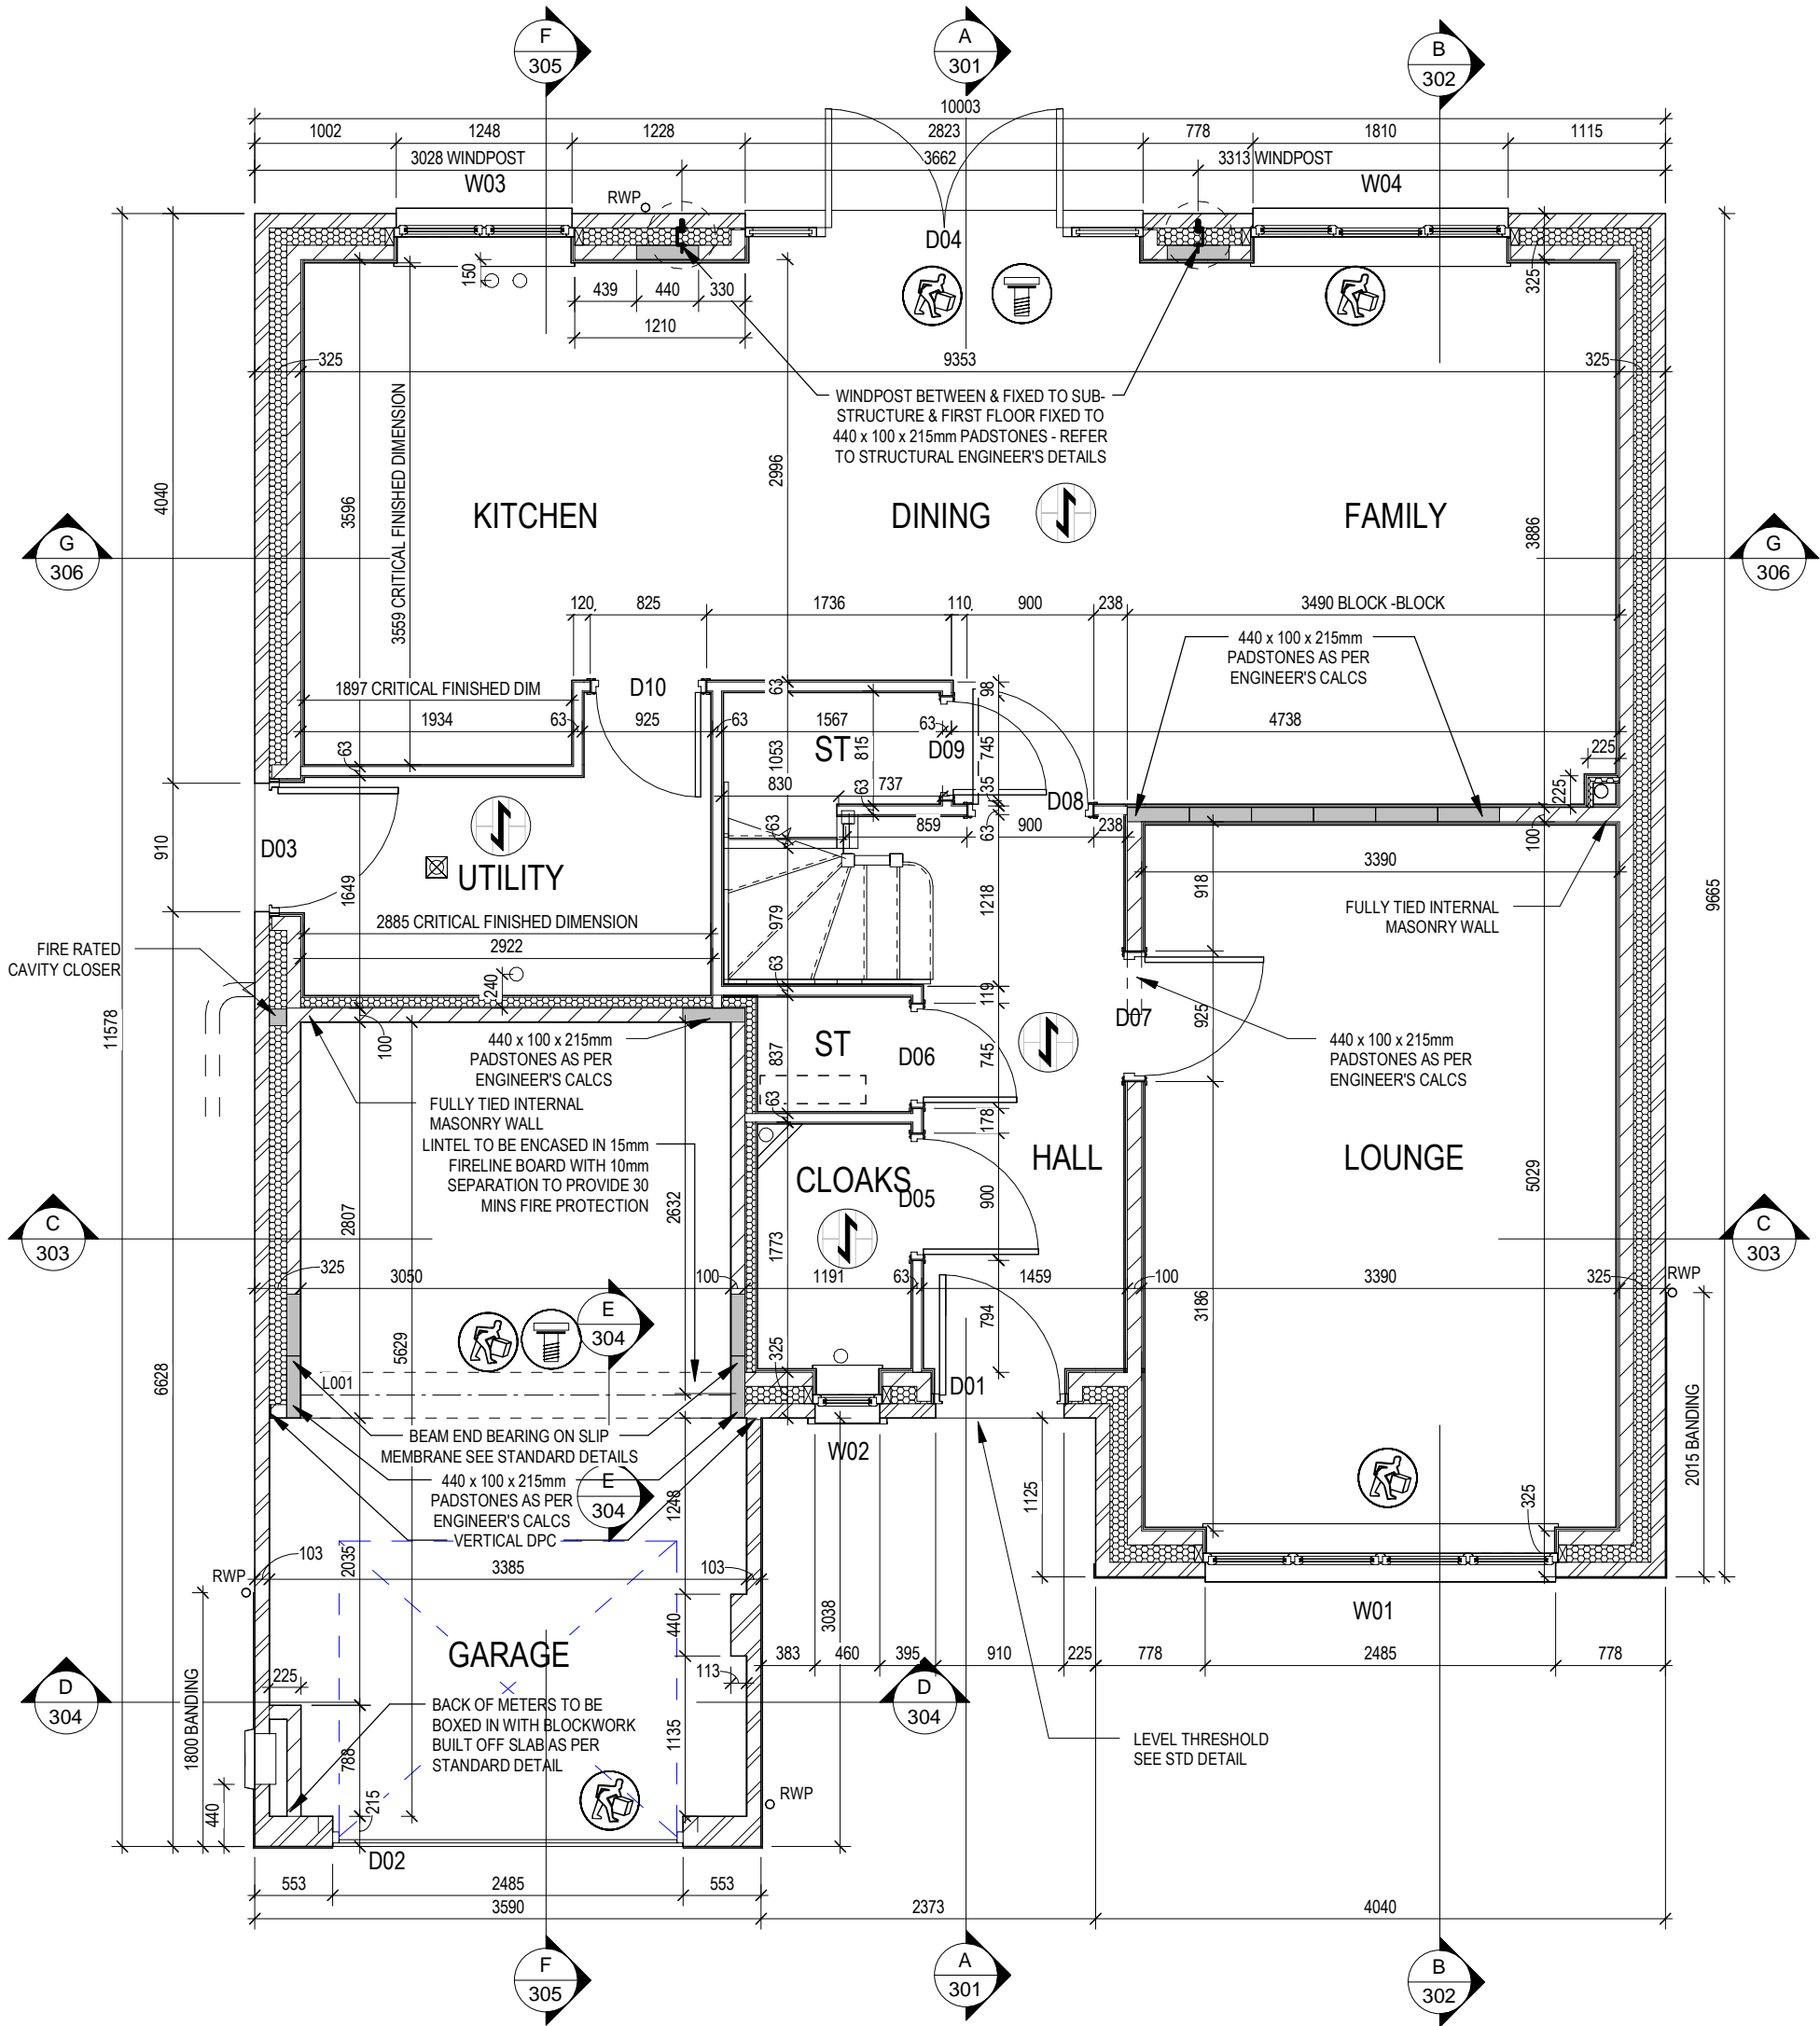 F
305
A
301
B
302
10003
1002
1248
1228
2823
778
1810
1115
3028 WINDPOST
3662
3313 WINDPOST
W03
RWP
W04
D04
150
325
439
440
330
1210
325
9353
325
WINDPOST BETWEEN & FIXED TO SUB-
STRUCTURE & FIRST FLOOR FIXED TO
440 x 100 x 215mm PADSTONES - REFER
TO STRUCTURAL ENGINEER'S DETAILS
4040
3596
3559 CRITICAL FINISHED DIMENSION
2996
KITCHEN
DINING
FAMILY
3886
G
306
G
306
120
825
1736
110
900
238
3490 BLOCK -BLOCK
440 x 100 x 215mm
PADSTONES AS PER
ENGINEER'S CALCS
1897 CRITICAL FINISHED DIM
D10
63
98
1934
63
925
63
1567
63
4738
63
1053
ST
815
D09
745
225
830
737
63
35
D08
225
910
D03
63
859
900
63
238
100
UTILITY
1649
3390
918
979
1218
2885 CRITICAL FINISHED DIMENSION
2922
FULLY TIED INTERNAL
MASONRY WALL
9665
FIRE RATED
CAVITY CLOSER
240
63
119
11578
100
440 x 100 x 215mm
PADSTONES AS PER
ENGINEER'S CALCS
837
ST
D06
745
D07
925
440 x 100 x 215mm
PADSTONES AS PER
ENGINEER'S CALCS
FULLY TIED INTERNAL
MASONRY WALL
63
178
LINTEL TO BE ENCASED IN 15mm
FIRELINE BOARD WITH 10mm
SEPARATION TO PROVIDE 30
MINS FIRE PROTECTION
CLOAKS
D05
HALL
LOUNGE
2807
2632
900
5029
C
303
1773
C
303
325
3050
100
1191
63
1459
100
3390
325
RWP
E
304
794
3186
5629
325
6628
L001
D01
BEAM END BEARING ON SLIP
MEMBRANE SEE STANDARD DETAILS
W02
440 x 100 x 215mm
PADSTONES AS PER
ENGINEER'S CALCS
E
304
1248
1125
325
2015 BANDING
VERTICAL DPC
103
2035
3385
103
RWP
3038
W01
440
GARAGE
383
460
395
910
225
778
2485
778
225
113
D
304
1800 BANDING
BACK OF METERS TO BE
BOXED IN WITH BLOCKWORK
BUILT OFF SLAB AS PER
STANDARD DETAIL
1135
D
304
LEVEL THRESHOLD
SEE STD DETAIL
788
215
440
RWP
D02
553
2485
553
3590
2373
4040
F
305
A
301
B
302